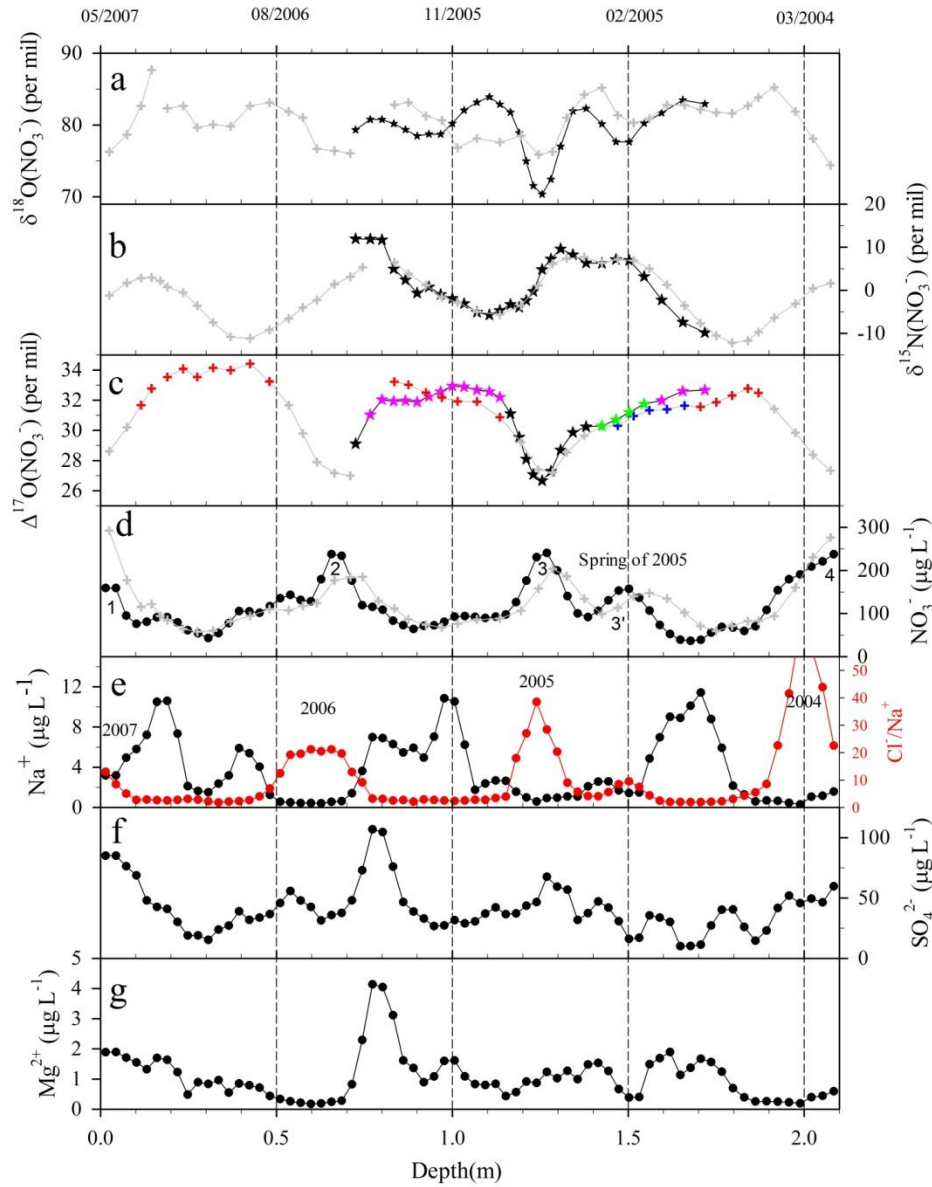 05/2007 08/2006 11/2005 02/2005 03/2004
90
80
70
δ¹⁸O(NO₃⁻) (per mil)
a
20
10
0
-10
δ¹⁵N(NO₃⁻) (per mil)
b
34
32
30
28
26
Δ¹⁷O(NO₃⁻) (per mil)
c
300
200
100
0
NO₃⁻ (µg L⁻¹)
d
1
2
3
Spring of 2005
3'
4
12
8
4
0
Na⁺ (µg L⁻¹)
e
2007
2006
2005
2004
50
40
30
20
10
0
Cl⁻/Na⁺
f
100
50
0
SO₄²⁻ (µg L⁻¹)
5
4
3
2
1
0
Mg²⁺ (µg L⁻¹)
g
0.0 0.5 1.0 1.5 2.0
Depth(m)